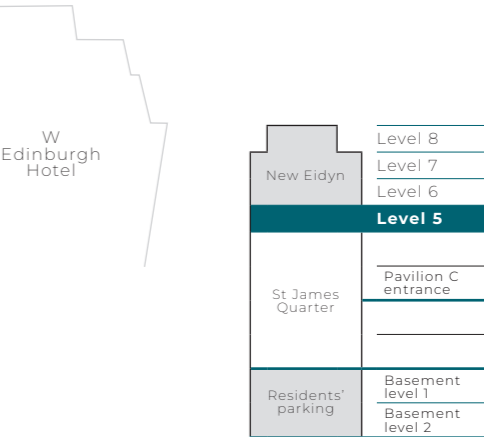 W
Edinburgh
Hotel
New Eidyn
Level 8
Level 7
Level 6
Level 5
St James
Quarter
Pavilion C
entrance
Residents’
parking
Basement
level 1
Basement
level 2